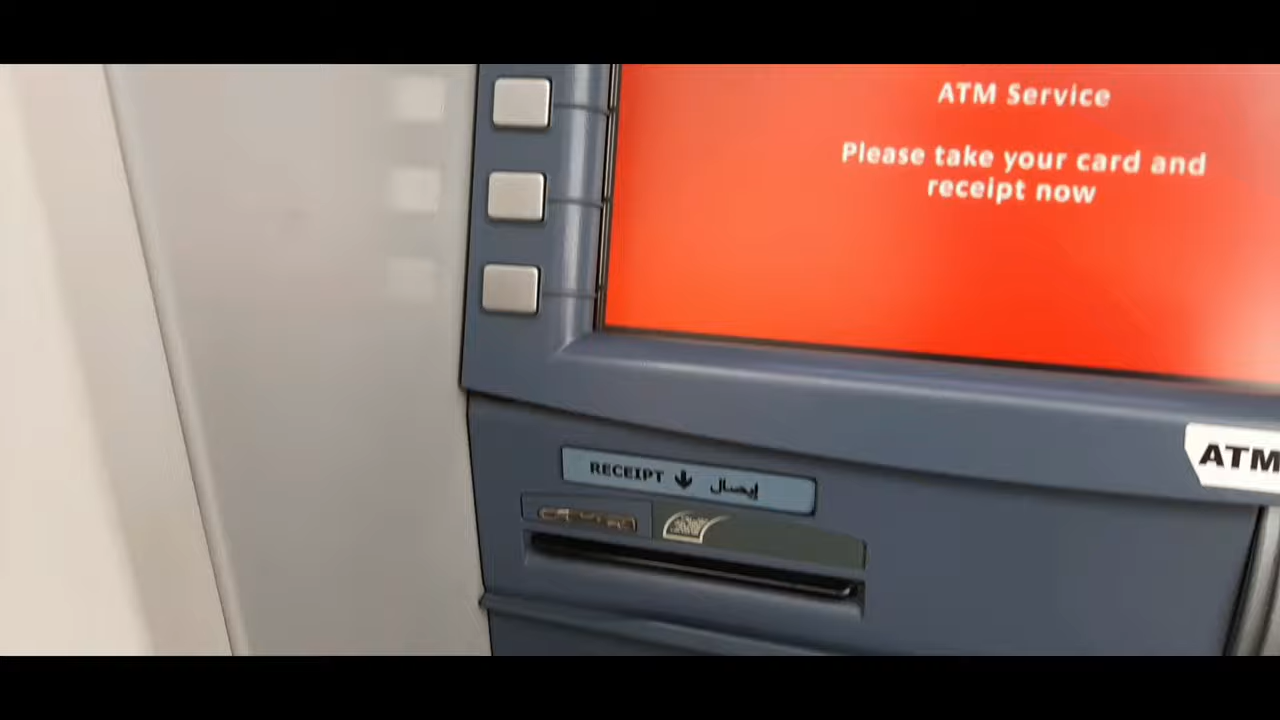 ATM Service
Please take your card and
receipt now
ATM
RECEIPT إيصال